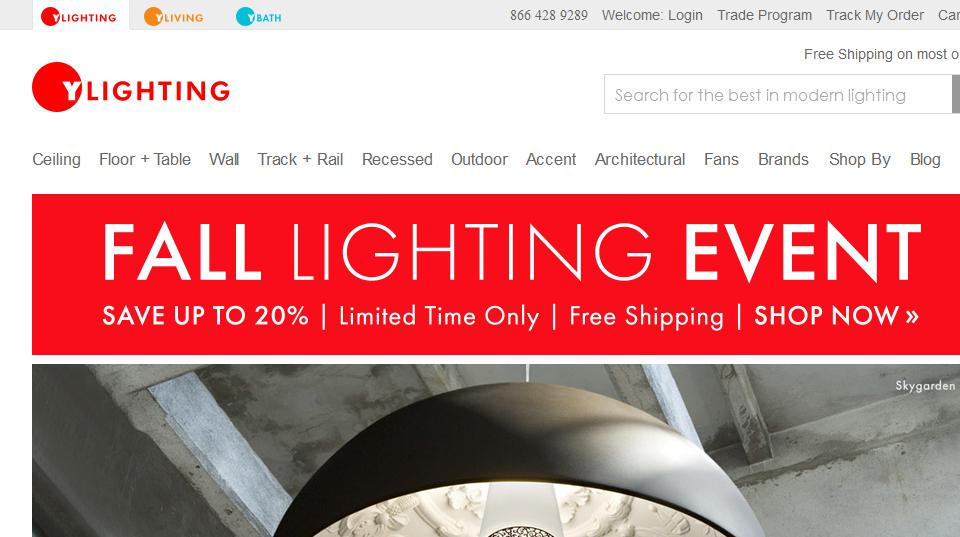 YLIGHTING YLIVING YBATH 866 428 9289 Welcome: Login Trade Program Track My Order Car
Free Shipping on most o
YLIGHTING
Search for the best in modern lighting
Ceiling Floor + Table Wall Track + Rail Recessed Outdoor Accent Architectural Fans Brands Shop By Blog
FALL LIGHTING EVENT
SAVE UP TO 20% | Limited Time Only | Free Shipping | SHOP NOW »
Skygarden